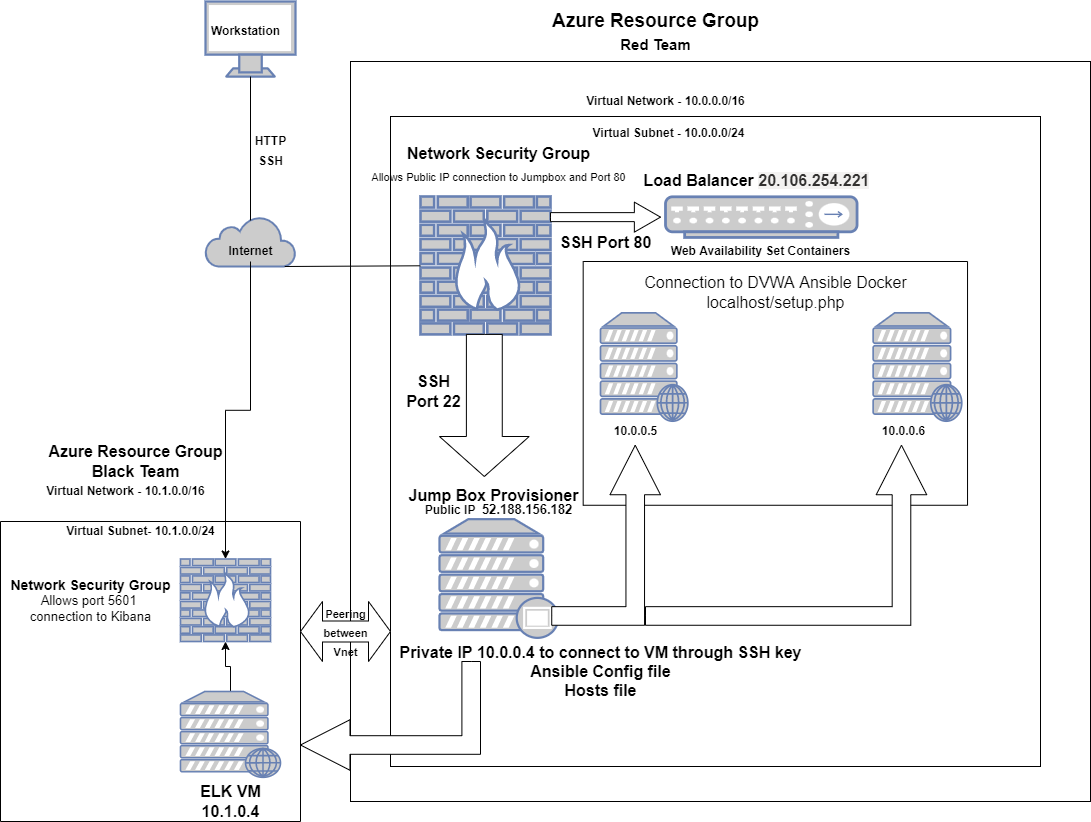 Workstation
HTTP
SSH
Internet
Azure Resource Group
Red Team
Virtual Network - 10.0.0.0/16
Virtual Subnet - 10.0.0.0/24
Network Security Group
Allows Public IP connection to Jumpbox and Port 80
Load Balancer 20.106.254.221
SSH Port 80
Web Availability Set Containers
Connection to DVWA Ansible Docker
localhost/setup.php
10.0.0.5
10.0.0.6
SSH
Port 22
Jump Box Provisioner
Public IP 52.188.156.182
Private IP 10.0.0.4 to connect to VM through SSH key
Ansible Config file
Hosts file
Azure Resource Group
Black Team
Virtual Network - 10.1.0.0/16
Virtual Subnet- 10.1.0.0/24
Network Security Group
Allows port 5601
connection to Kibana
Peering
between
Vnet
ELK VM
10.1.0.4